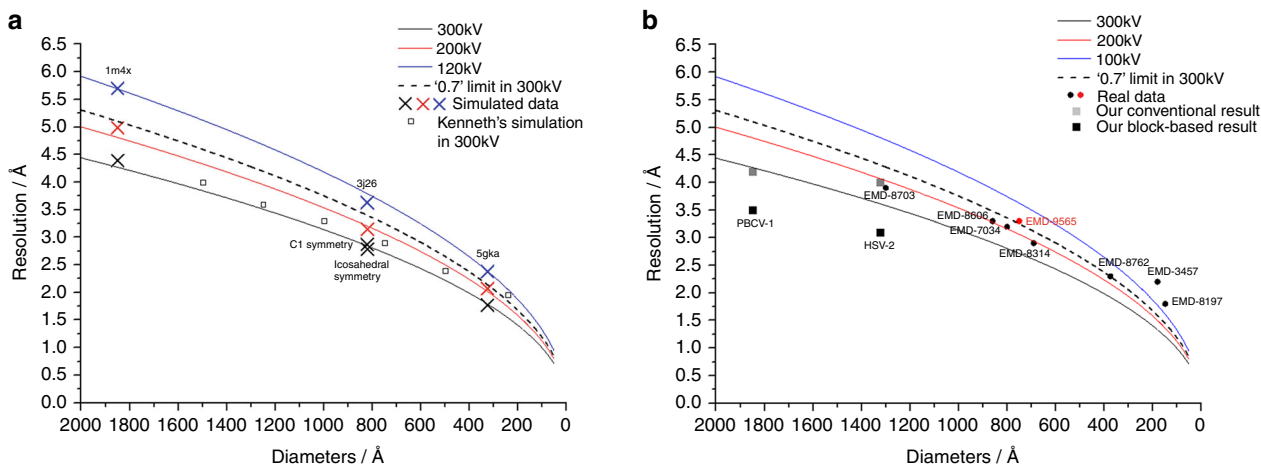 a
300kV
200kV
120kV
'0.7' limit in 300kV
Simulated data
Kenneth's simulation
in 300kV
6.5
6.0
5.5
5.0
4.5
4.0
3.5
3.0
2.5
2.0
1.5
1.0
0.5
0.0
Resolution / Å
1m4x
3j26
C1 symmetry
Icosahedral
symmetry
5gka
2000 1800 1600 1400 1200 1000 800 600 400 200 0
Diameters / Å
b
300kV
200kV
100kV
'0.7' limit in 300kV
Real data
Our conventional result
Our block-based result
6.5
6.0
5.5
5.0
4.5
4.0
3.5
3.0
2.5
2.0
1.5
1.0
0.5
0.0
Resolution / Å
PBCV-1
HSV-2
EMD-8703
EMD-8606
EMD-7034
EMD-9565
EMD-8314
EMD-8762
EMD-3457
EMD-8197
2000 1800 1600 1400 1200 1000 800 600 400 200 0
Diameters / Å